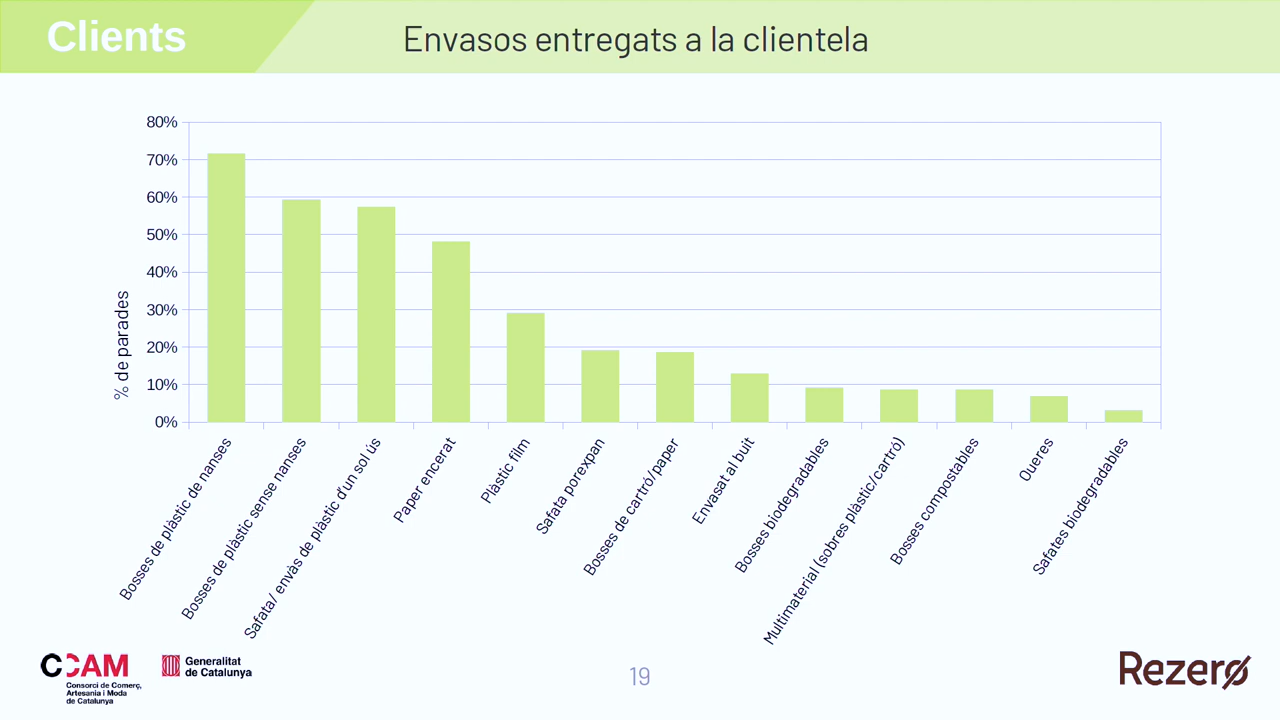 Clients
Envasos entregats a la clientela
80%
70%
60%
50%
40%
30%
20%
10%
0%
% de parades
Bosses de plàstic de nanses
Bosses de plàstic sense nanses
Safata/ envàs de plàstic d'un sol ús
Paper encerat
Plàstic film
Safata porexpan
Bosses de cartró/paper
Envasat al buit
Bosses biodegradables
Multimaterial (sobres plàstic/cartró)
Bosses compostables
Oueres
Safates biodegradables
CCAM
Consorci de Comerç,
Artesania i Moda
de Catalunya
Generalitat
de Catalunya
19
Rezero